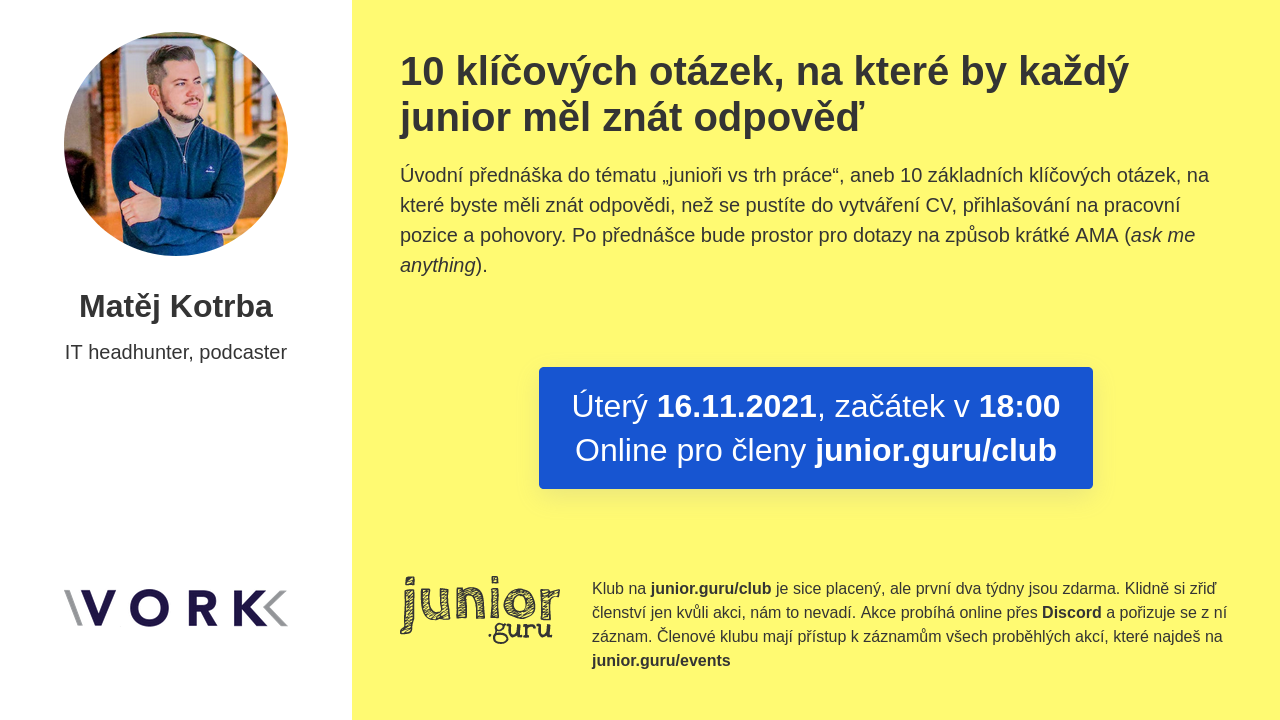 Matěj Kotrba
IT headhunter, podcaster
VORK
10 klíčových otázek, na které by každý
junior měl znát odpověď
Úvodní přednáška do tématu „junioři vs trh práce“, aneb 10 základních klíčových otázek, na
které byste měli znát odpovědi, než se pustíte do vytváření CV, přihlašování na pracovní
pozice a pohovory. Po přednášce bude prostor pro dotazy na způsob krátké AMA (ask me
anything).
Úterý 16.11.2021, začátek v 18:00
Online pro členy junior.guru/club
junior
.guru
Klub na junior.guru/club je sice placený, ale první dva týdny jsou zdarma. Klidně si zřiď
členství jen kvůli akci, nám to nevadí. Akce probíhá online přes Discord a pořizuje se z ní
záznam. Členové klubu mají přístup k záznamům všech proběhlých akcí, které najdeš na
junior.guru/events